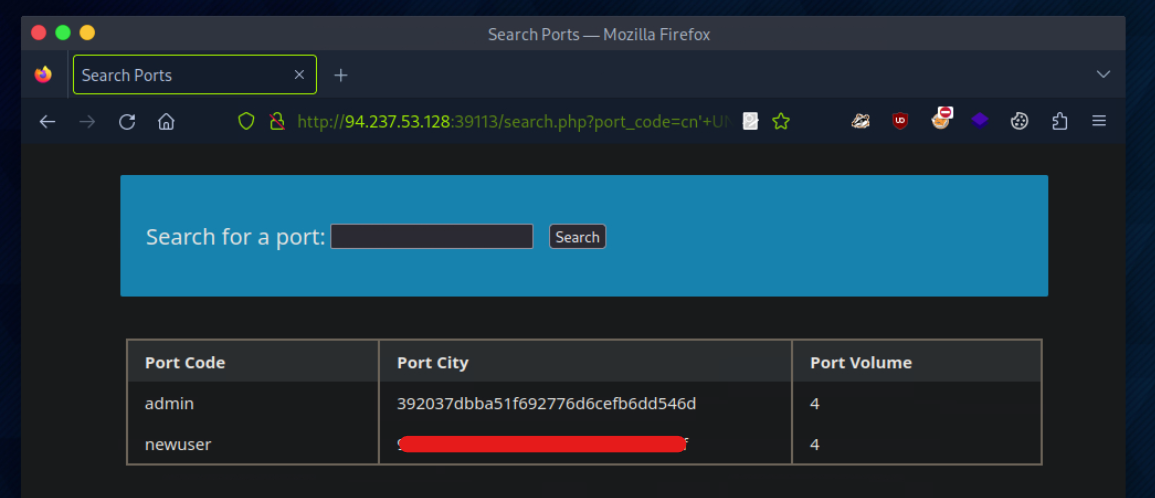 Search Ports — Mozilla Firefox
Search Ports
http://94.237.53.128:39113/search.php?port_code=cn'+UN
Search for a port: Search
Port Code Port City Port Volume
admin 392037dbba51f692776d6cefb6dd546d 4
newuser 4